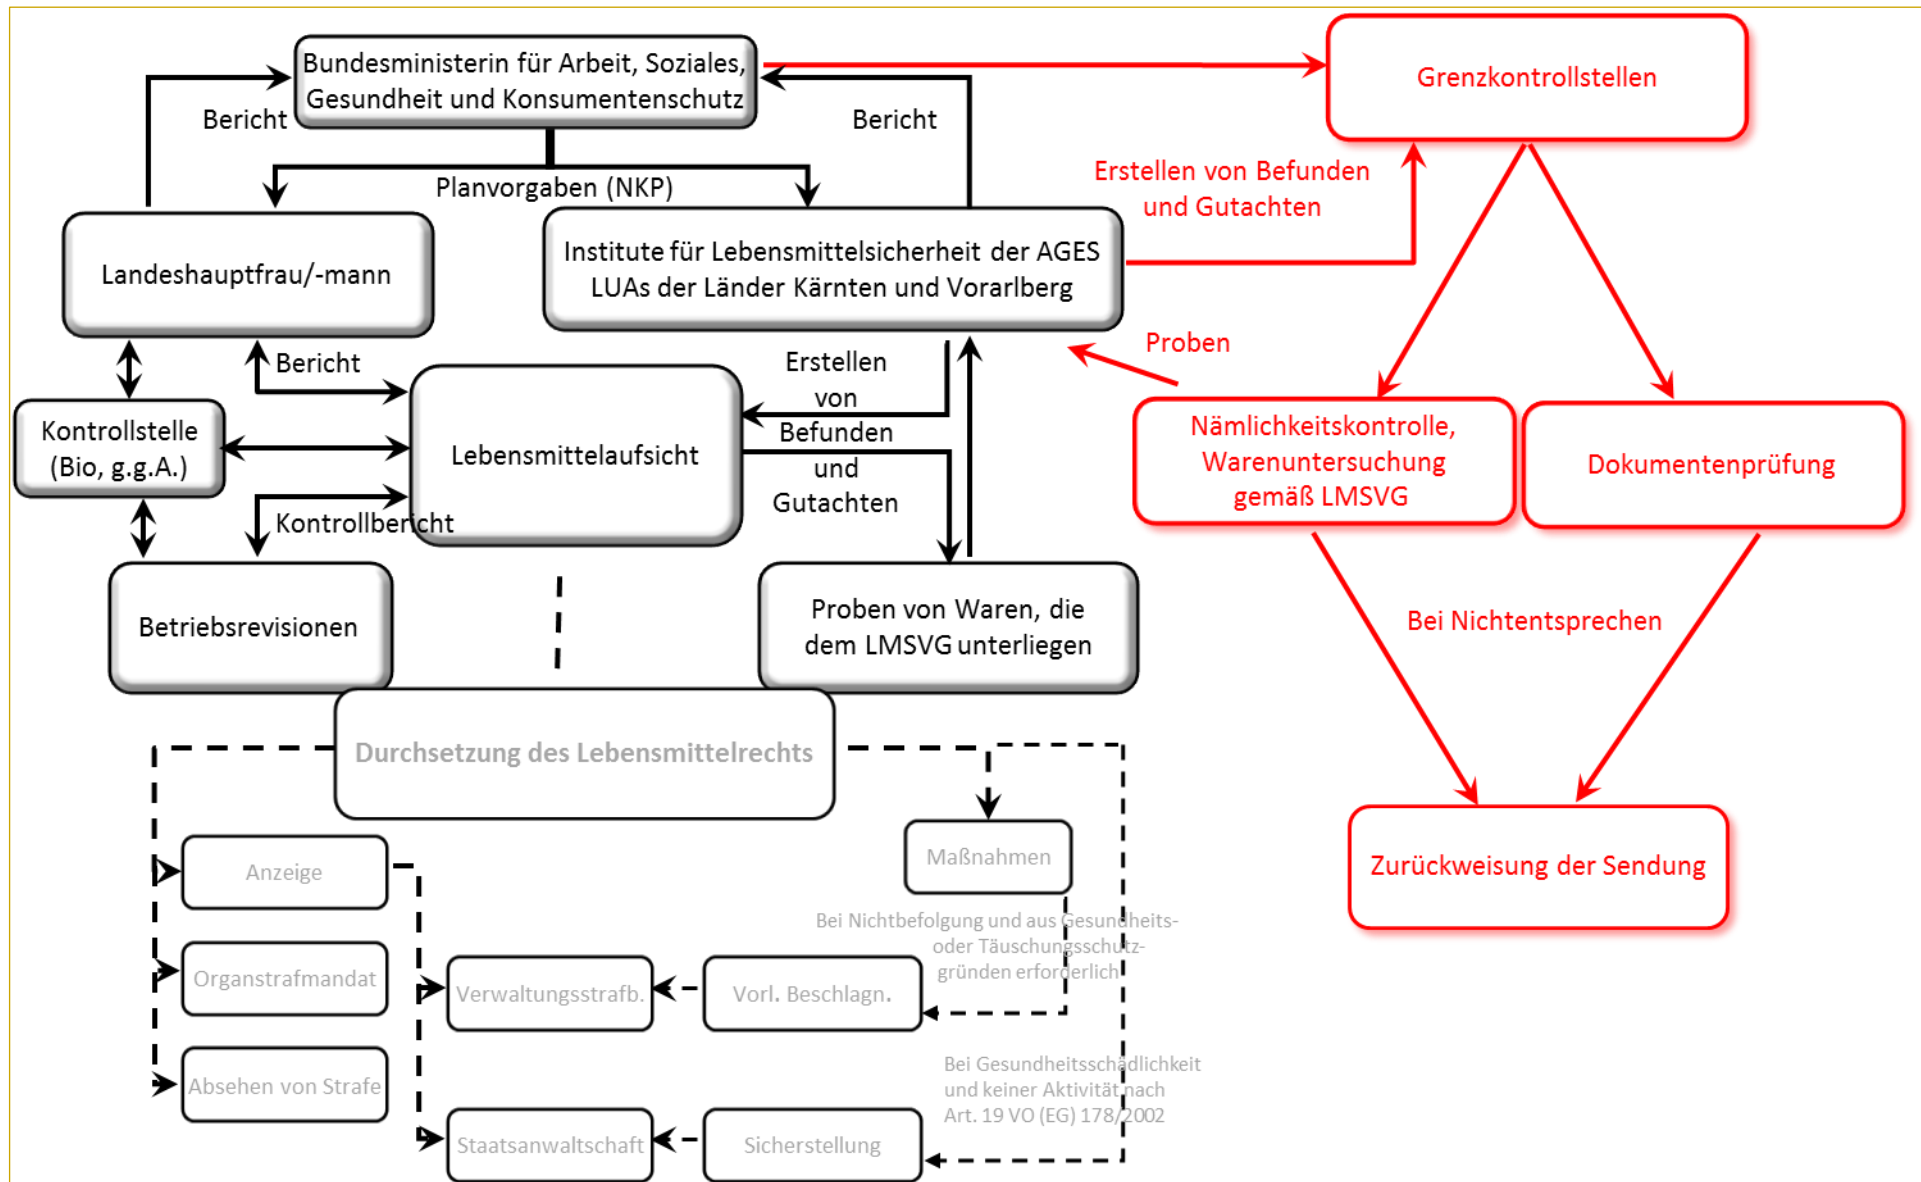 Bundesministerin für Arbeit, Soziales,
Gesundheit und Konsumentenschutz
Grenzkontrollstellen
Bericht
Bericht
Planvorgaben (NKP)
Erstellen von Befunden
und Gutachten
Landeshauptfrau/-mann
Institute für Lebensmittelsicherheit der AGES
LUAs der Länder Kärnten und Vorarlberg
Proben
Bericht
Erstellen
von
Befunden
und
Gutachten
Kontrollstelle
(Bio, g.g.A.)
Lebensmittelaufsicht
Nämlichkeitskontrolle,
Warenuntersuchung
gemäß LMSVG
Dokumentenprüfung
Kontrollbericht
Betriebsrevisionen
Proben von Waren, die
dem LMSVG unterliegen
Bei Nichtentsprechen
Durchsetzung des Lebensmittelrechts
Anzeige
Maßnahmen
Zurückweisung der Sendung
Bei Nichtbefolgung und aus Gesundheits-
oder Täuschungsschutz-
gründen erforderlich
Organstrafmandat
Verwaltungsstrafb.
Vorl. Beschlagn.
Absehen von Strafe
Bei Gesundheitsschädlichkeit
und keiner Aktivität nach
Art. 19 VO (EG) 178/2002
Staatsanwaltschaft
Sicherstellung